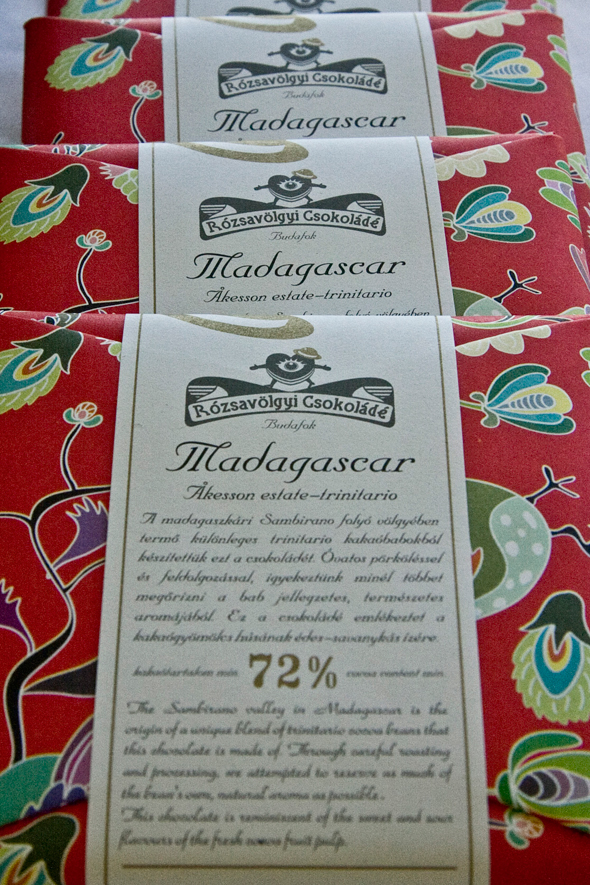 Rózsavölgyi Csokoládé
Budafok
Madagascar
Rózsavölgyi Csokoládé
Budafok
Madagascar
Åkesson estate–trinitario
Rózsavölgyi Csokoládé
Budafok
Madagascar
Åkesson estate–trinitario
A madagaszkári Sambirano folyó völgyében
termő különleges trinitario kakaóbabokból
készítettük ezt a csokoládét. Óvatos pörköléssel
és feldolgozással, igyekeztünk minél többet
megőrizni a bab jellegzetes, természetes
aromájából. Ez a csokoládé emlékeztet a
kakaógyümölcs húsának édes–savanykás ízére.
kakaótartalom min. 72% cocoa content min.
The Sambirano valley in Madagascar is the
origin of a unique blend of trinitario cocoa beans that
this chocolate is made of. Through careful roasting
and processing, we attempted to reserve as much of
the bean's own, natural aroma as possible.
This chocolate is reminiscent of the sweet and sour
flavours of the fresh cocoa fruit pulp.